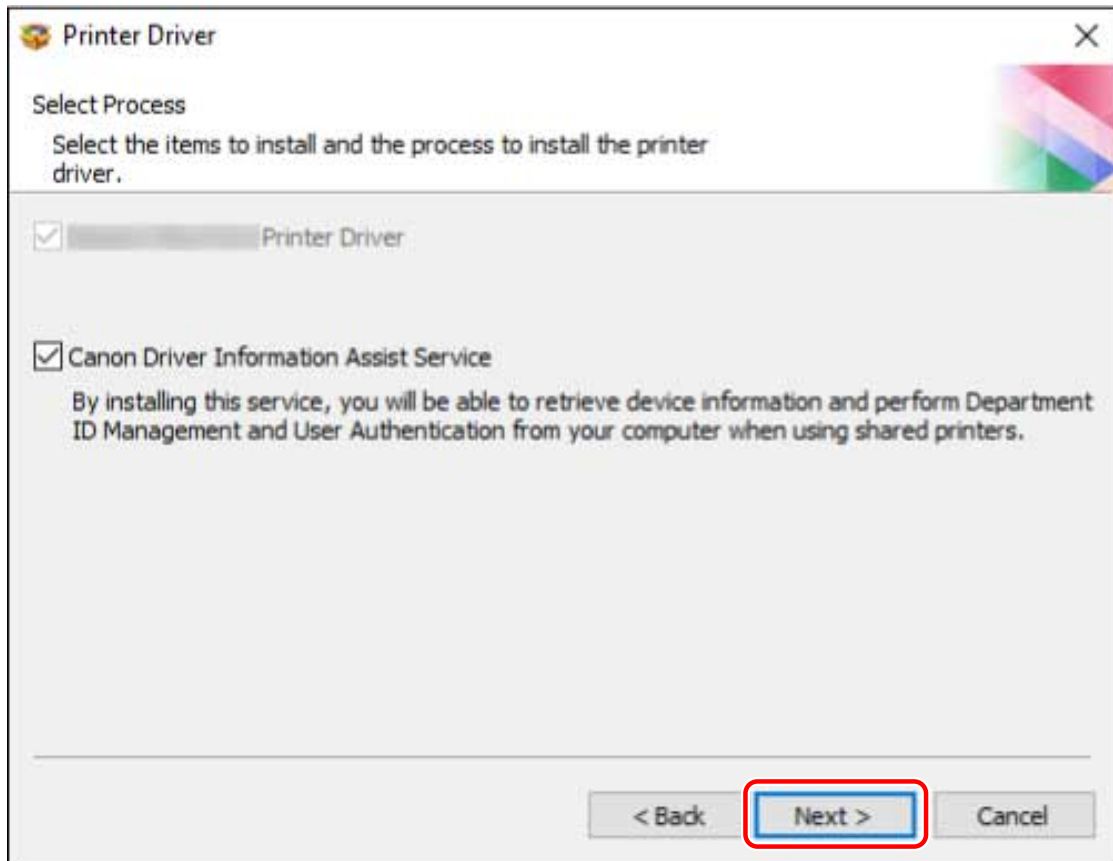 Printer Driver
Select Process
Select the items to install and the process to install the printer
driver.
Printer Driver
Canon Driver Information Assist Service
By installing this service, you will be able to retrieve device information and perform Department
ID Management and User Authentication from your computer when using shared printers.
< Back
Next >
Cancel